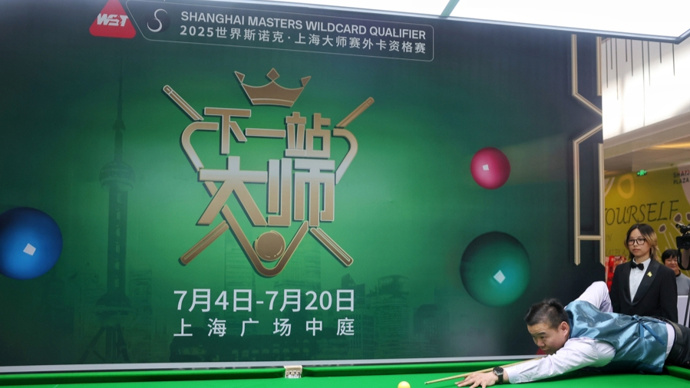 WST
SHANGHAI MASTERS WILDCARD QUALIFIER
2025世界斯诺克·上海大师赛外卡资格赛
下一站
大师
7月4日-7月20日
上海广场中庭
YOURSELF